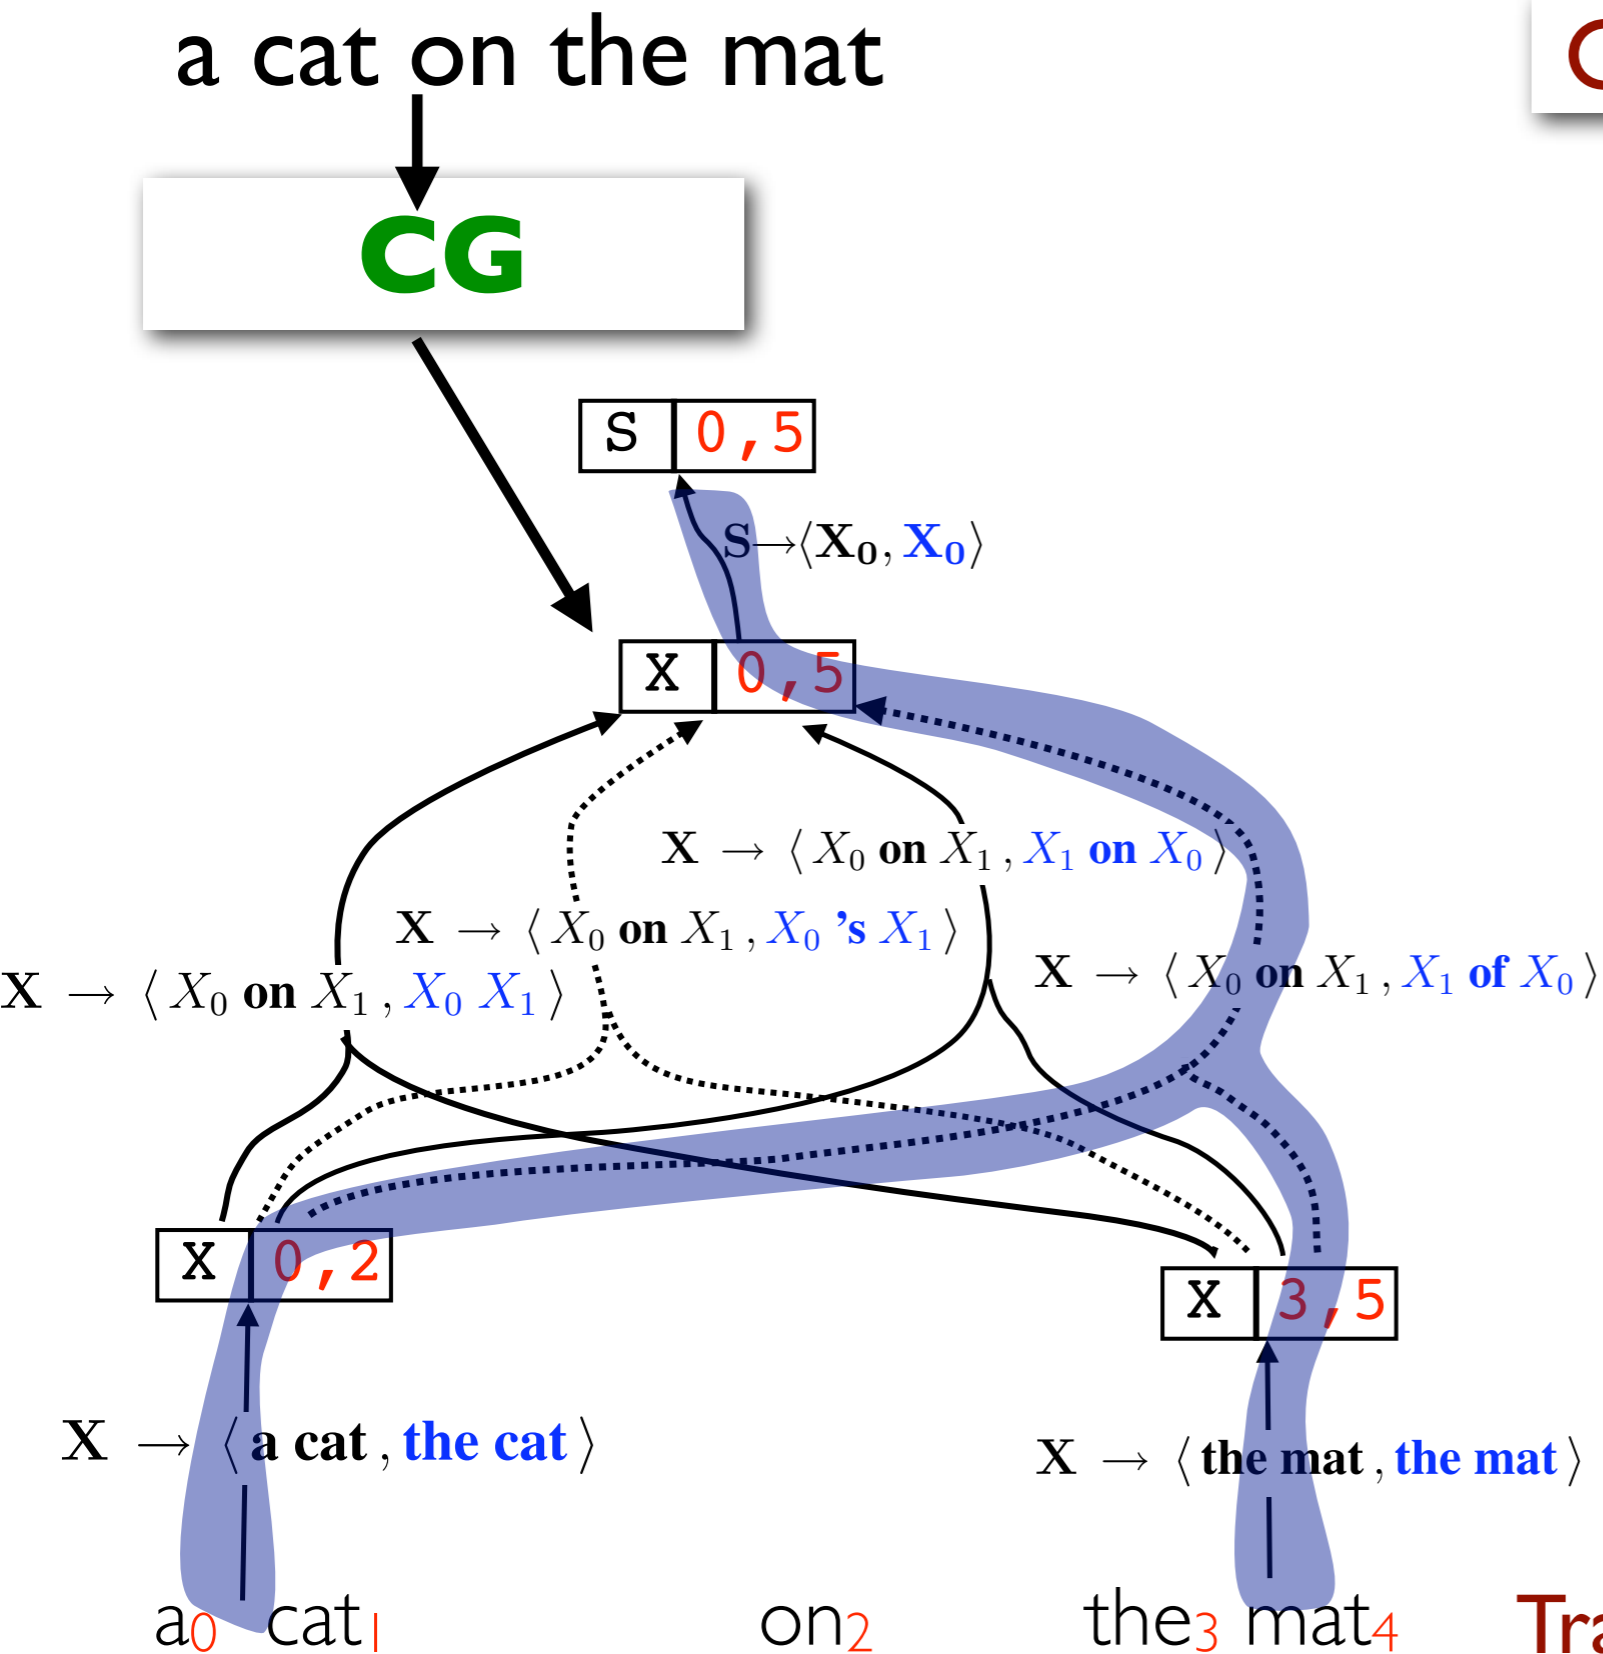 a cat on the mat
CG
S 0,5
S→⟨X₀, X₀⟩
X 0,5
X → ⟨ X₀ on X₁ , X₁ on X₀ ⟩
X → ⟨ X₀ on X₁ , X₀ 's X₁ ⟩
X → ⟨ X₀ on X₁ , X₁ of X₀ ⟩
X → ⟨ X₀ on X₁ , X₀ X₁ ⟩
X 0,2
X 3,5
X → ⟨ a cat , the cat ⟩
X → ⟨ the mat , the mat ⟩
a₀ cat₁ on₂ the₃ mat₄